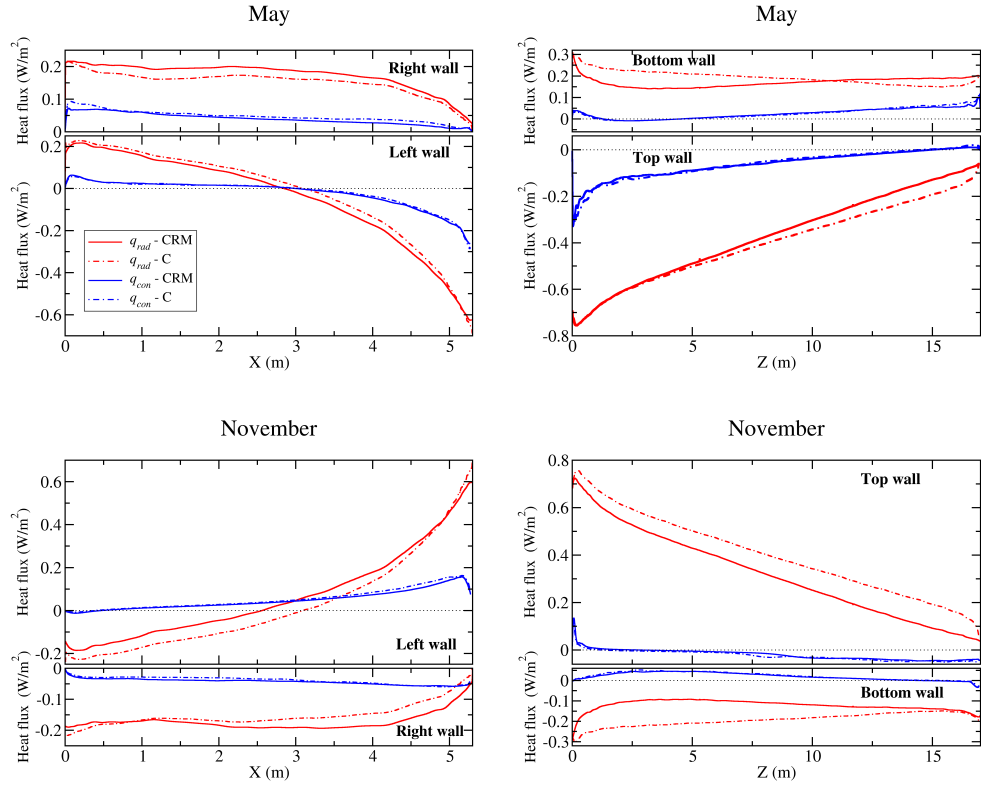 May
Heat flux (W/m²)
0.2
0.1
0
Right wall
Heat flux (W/m²)
0.2
0
-0.2
-0.4
-0.6
Left wall
q_rad - CRM
q_rad - C
q_con - CRM
q_con - C
0 1 2 3 4 5
X (m)
May
Heat flux (W/m²)
0.3
0.2
0.1
0
Bottom wall
Heat flux (W/m²)
0
-0.2
-0.4
-0.6
-0.8
Top wall
0 5 10 15
Z (m)
November
Heat flux (W/m²)
0.6
0.4
0.2
0
-0.2
Left wall
Heat flux (W/m²)
0
-0.1
-0.2
Right wall
0 1 2 3 4 5
X (m)
November
Heat flux (W/m²)
0.8
0.6
0.4
0.2
0
Top wall
Heat flux (W/m²)
0
-0.1
-0.2
-0.3
Bottom wall
0 5 10 15
Z (m)